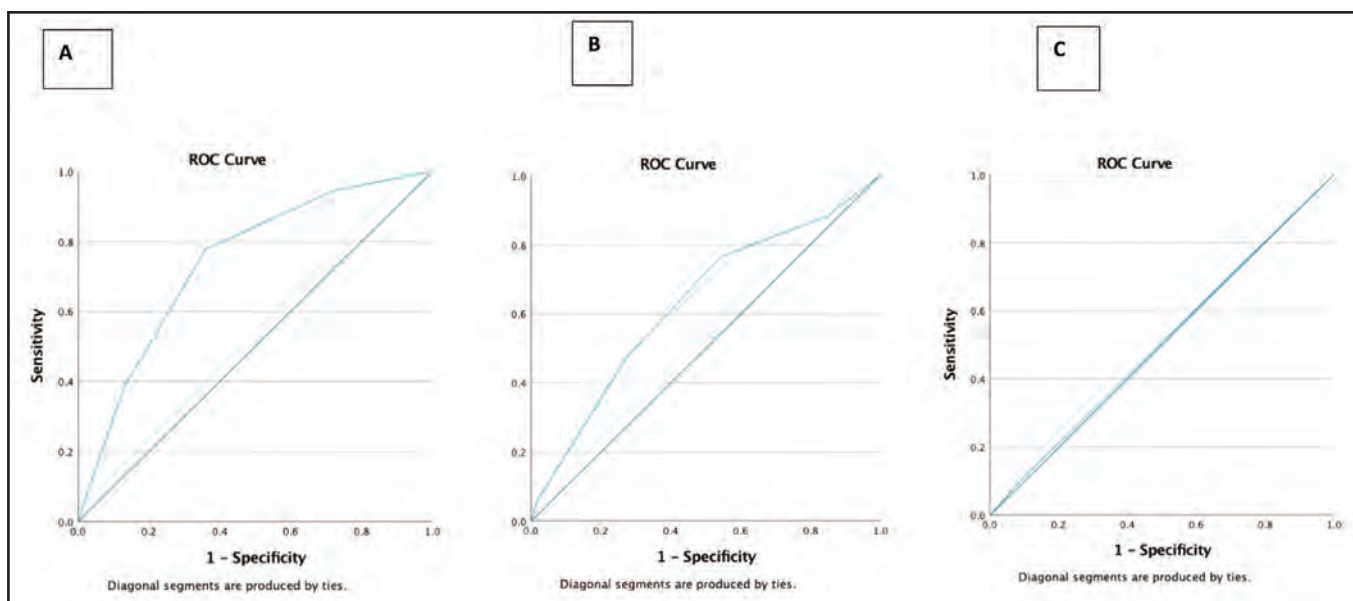 A
B
C
ROC Curve
1.0
0.8
0.6
0.4
0.2
0.0
Sensitivity
0.0 0.2 0.4 0.6 0.8 1.0
1 – Specificity
Diagonal segments are produced by ties.
ROC Curve
1.0
0.8
0.6
0.4
0.2
0.0
0.0 0.2 0.4 0.6 0.8 1.0
1 – Specificity
Diagonal segments are produced by ties.
ROC Curve
1.0
0.8
0.6
0.4
0.2
0.0
Sensitivity
0.0 0.2 0.4 0.6 0.8 1.0
1 – Specificity
Diagonal segments are produced by ties.